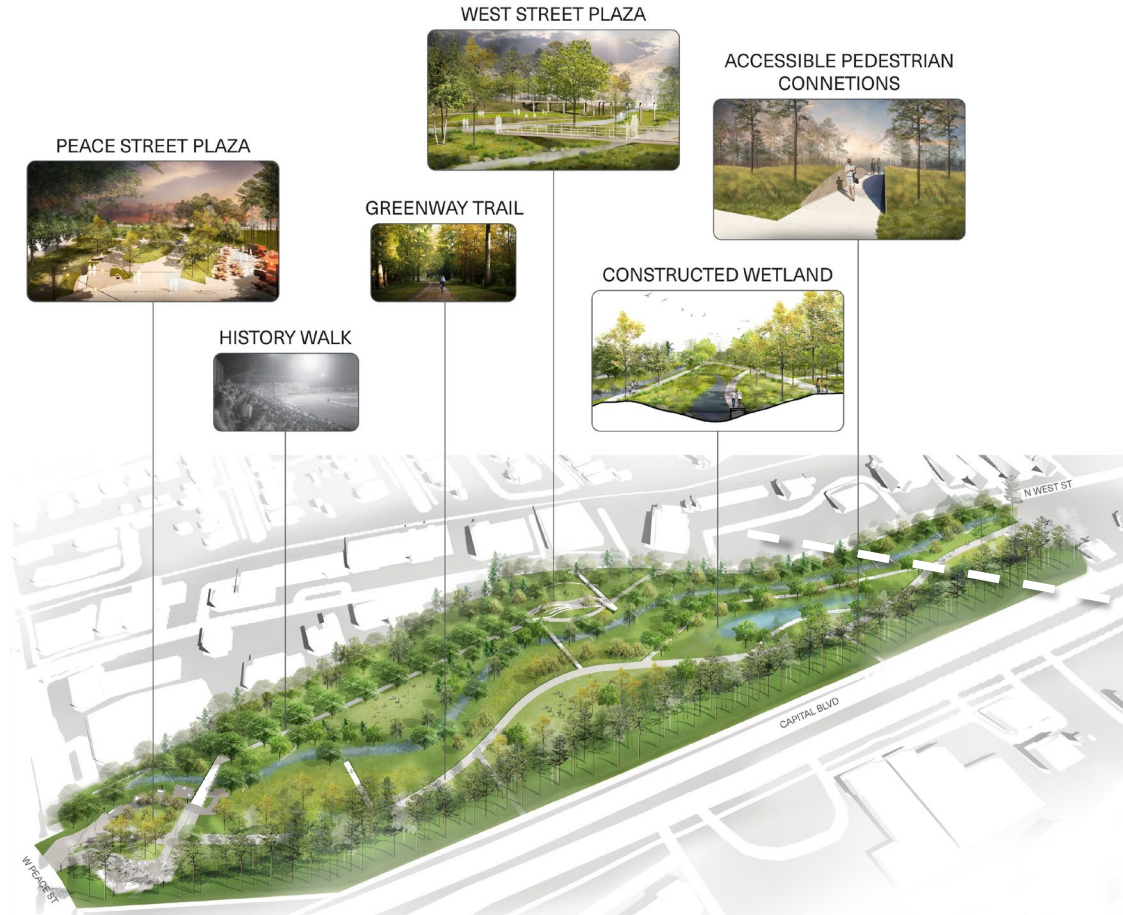 WEST STREET PLAZA
ACCESSIBLE PEDESTRIAN
CONNETIONS
PEACE STREET PLAZA
GREENWAY TRAIL
CONSTRUCTED WETLAND
HISTORY WALK
N WEST ST
CAPITAL BLVD
W PEACE ST